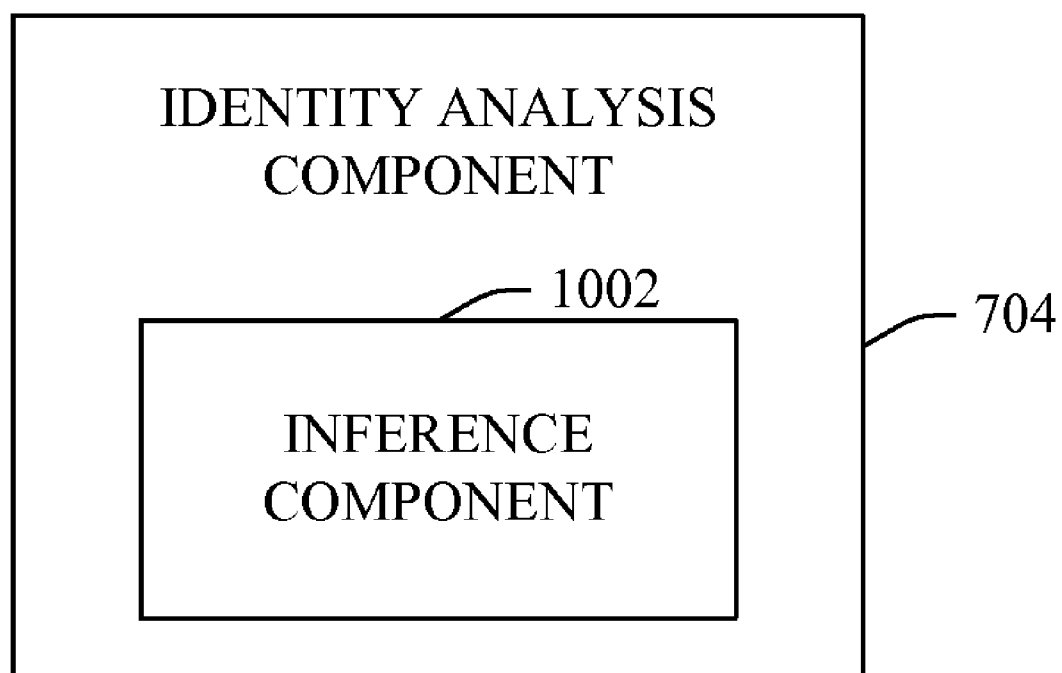 IDENTITY ANALYSIS
COMPONENT
1002
704
INFERENCE
COMPONENT